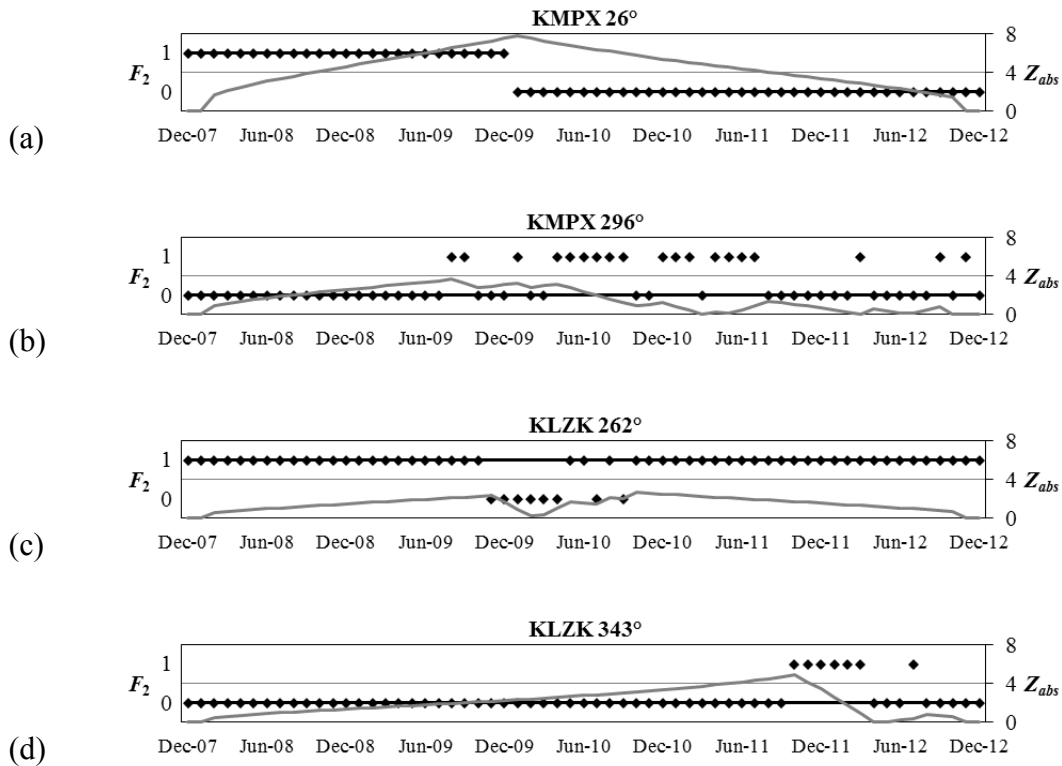 KMPX 26°
1 8
F2 4 Zabs
0 0
(a)
Dec-07 Jun-08 Dec-08 Jun-09 Dec-09 Jun-10 Dec-10 Jun-11 Dec-11 Jun-12 Dec-12
KMPX 296°
1 8
F2 4 Zabs
0 0
(b)
Dec-07 Jun-08 Dec-08 Jun-09 Dec-09 Jun-10 Dec-10 Jun-11 Dec-11 Jun-12 Dec-12
KLZK 262°
1 8
F2 4 Zabs
0 0
(c)
Dec-07 Jun-08 Dec-08 Jun-09 Dec-09 Jun-10 Dec-10 Jun-11 Dec-11 Jun-12 Dec-12
KLZK 343°
1 8
F2 4 Zabs
0 0
(d)
Dec-07 Jun-08 Dec-08 Jun-09 Dec-09 Jun-10 Dec-10 Jun-11 Dec-11 Jun-12 Dec-12